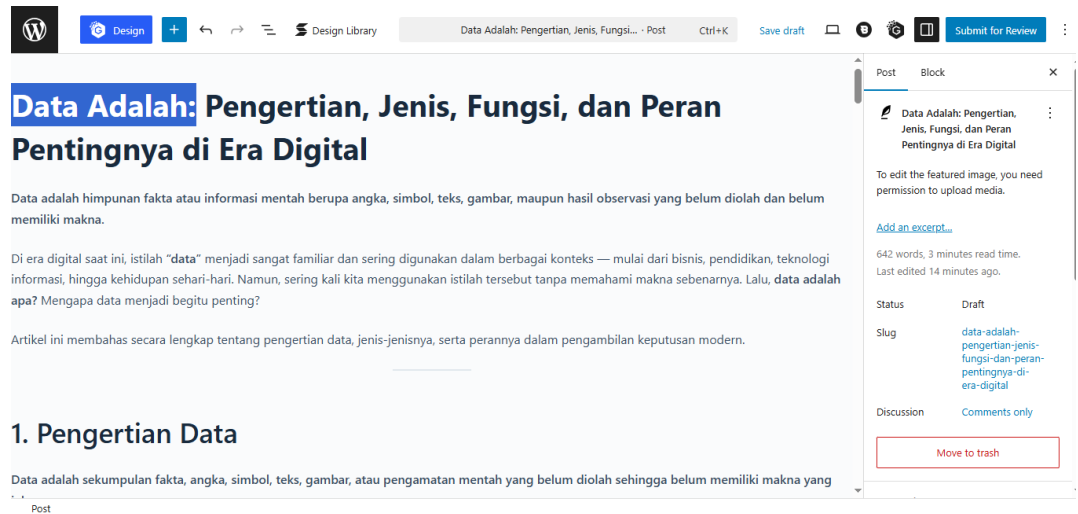 Design
Design Library
Data Adalah: Pengertian, Jenis, Fungsi... · Post
Ctrl+K
Save draft
Submit for Review
Data Adalah: Pengertian, Jenis, Fungsi, dan Peran
Pentingnya di Era Digital
Data adalah himpunan fakta atau informasi mentah berupa angka, simbol, teks, gambar, maupun hasil observasi yang belum diolah dan belum
memiliki makna.
Di era digital saat ini, istilah “data” menjadi sangat familiar dan sering digunakan dalam berbagai konteks — mulai dari bisnis, pendidikan, teknologi
informasi, hingga kehidupan sehari-hari. Namun, sering kali kita menggunakan istilah tersebut tanpa memahami makna sebenarnya. Lalu, data adalah
apa? Mengapa data menjadi begitu penting?
Artikel ini membahas secara lengkap tentang pengertian data, jenis-jenisnya, serta perannya dalam pengambilan keputusan modern.
1. Pengertian Data
Data adalah sekumpulan fakta, angka, simbol, teks, gambar, atau pengamatan mentah yang belum diolah sehingga belum memiliki makna yang
Post
Post
Block
Data Adalah: Pengertian,
Jenis, Fungsi, dan Peran
Pentingnya di Era Digital
To edit the featured image, you need
permission to upload media.
Add an excerpt...
642 words, 3 minutes read time.
Last edited 14 minutes ago.
Status
Draft
Slug
data-adalah-
pengertian-jenis-
fungsi-dan-peran-
pentingnya-di-
era-digital
Discussion
Comments only
Move to trash